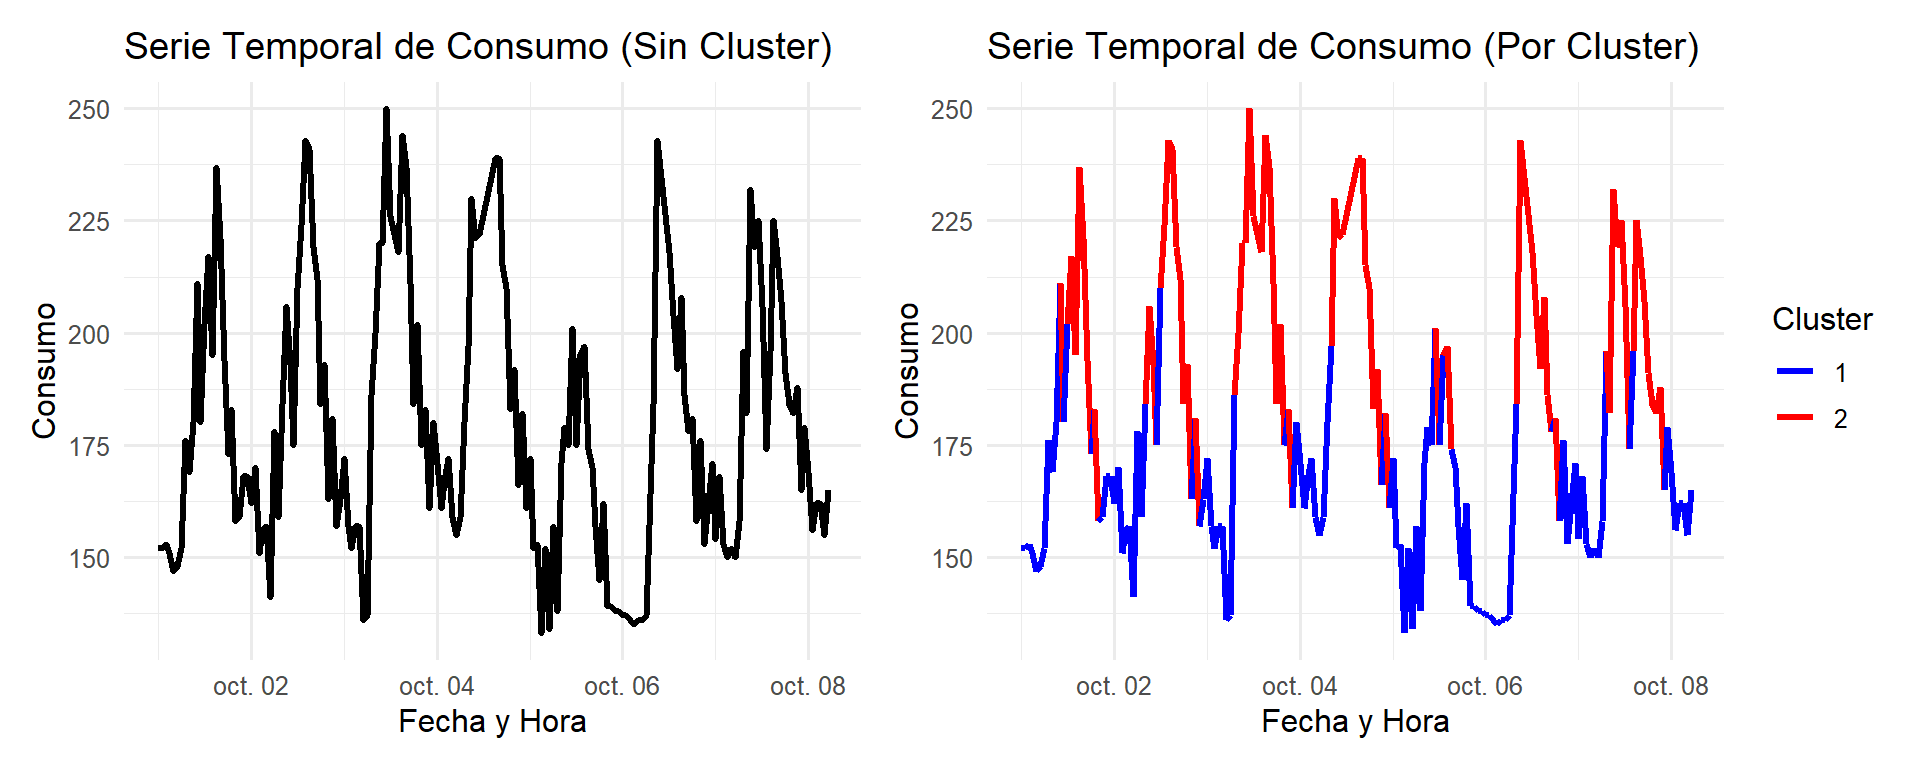 Serie Temporal de Consumo (Sin Cluster)
Consumo
250
225
200
175
150
oct. 02 oct. 04 oct. 06 oct. 08
Fecha y Hora
Serie Temporal de Consumo (Por Cluster)
Consumo
250
225
200
175
150
oct. 02 oct. 04 oct. 06 oct. 08
Fecha y Hora
Cluster
1
2